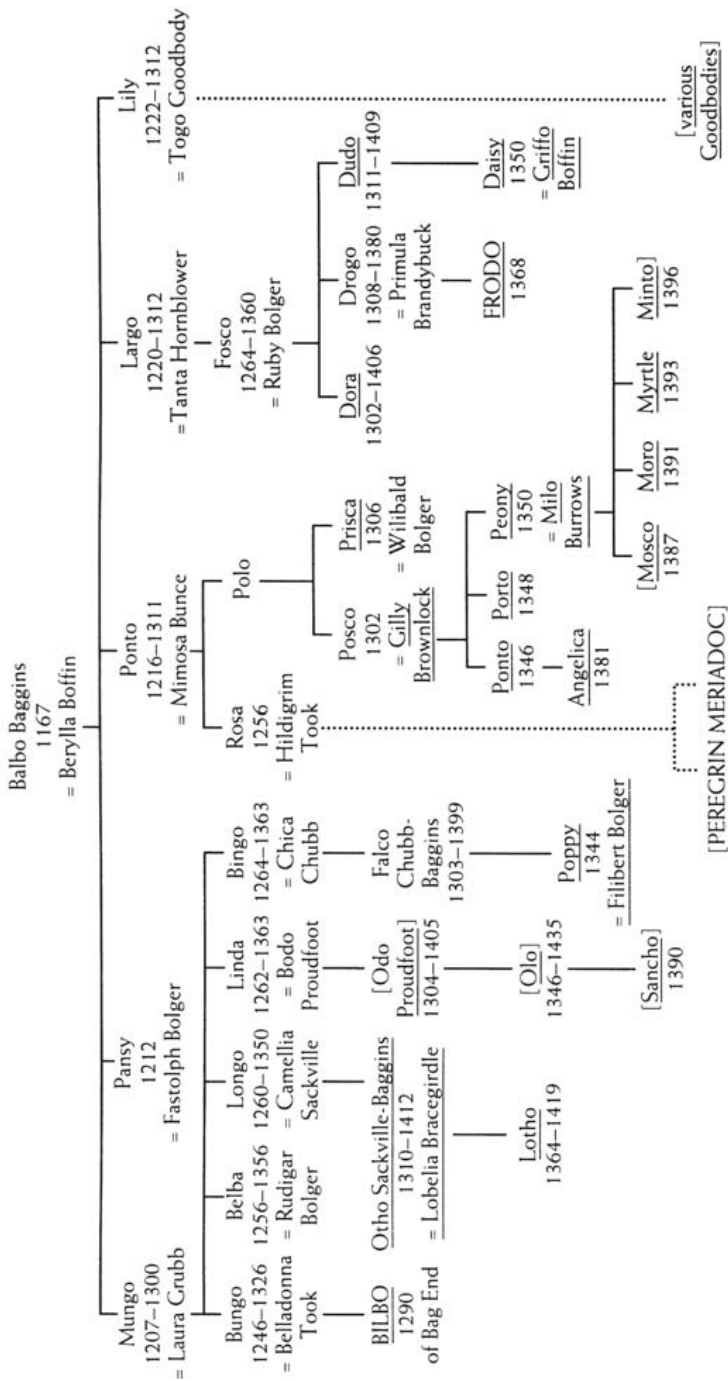 Balbo Baggins
1167
= Berylla Boffin
Mungo
1207–1300
= Laura Grubb
Pansy
1212
= Fastolph Bolger
Ponto
1216–1311
= Mimosa Bunce
Largo
1220–1312
= Tanta Hornblower
Lily
1222–1312
= Togo Goodbody
Bungo
1246–1326
= Belladonna
Took
Belba
1256–1356
= Rudigar
Bolger
Longo
1260–1350
= Camellia
Sackville
Linda
1262–1363
= Bodo
Proudfoot
Bingo
1264–1363
= Chica
Chubb
Rosa
1256
= Hildigrim
Took
Polo
Fosco
1264–1360
= Ruby Bolger
BILBO
1290
of Bag End
Otho Sackville-Baggins
1310–1412
= Lobelia Bracegirdle
[Odo
Proudfoot]
1304–1405
Falco
Chubb-
Baggins
1303–1399
Posco
1302
= Gilly
Brownlock
Prisca
1306
= Wilibald
Bolger
Dora
1302–1406
Drogo
1308–1380
= Primula
Brandybuck
Dudo
1311–1409
Lotho
1364–1419
[Olo]
1346–1435
Poppy
1344
= Filibert Bolger
Ponto
1346
Porto
1348
Peony
1350
= Milo
Burrows
FRODO
1368
Daisy
1350
= Griffo
Boffin
[Sancho]
1390
Angelica
1381
[Mosco
1387
Moro
1391
Myrtle
1393
Minto]
1396
[PEREGRIN MERIADOC]
[various
Goodbodies]